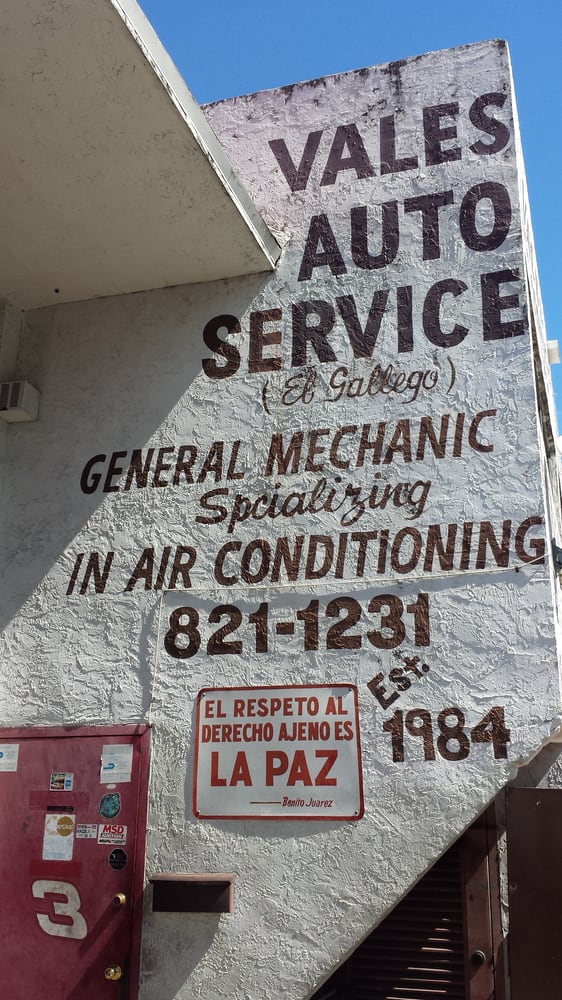 VALES
AUTO
SERVICE
(El Gallego)
GENERAL MECHANIC
Spcializing
IN AIR CONDITIONING
821-1231
Est.
1984
EL RESPETO AL
DERECHO AJENO ES
LA PAZ
Benito Juarez
MSD
IGNITION
3